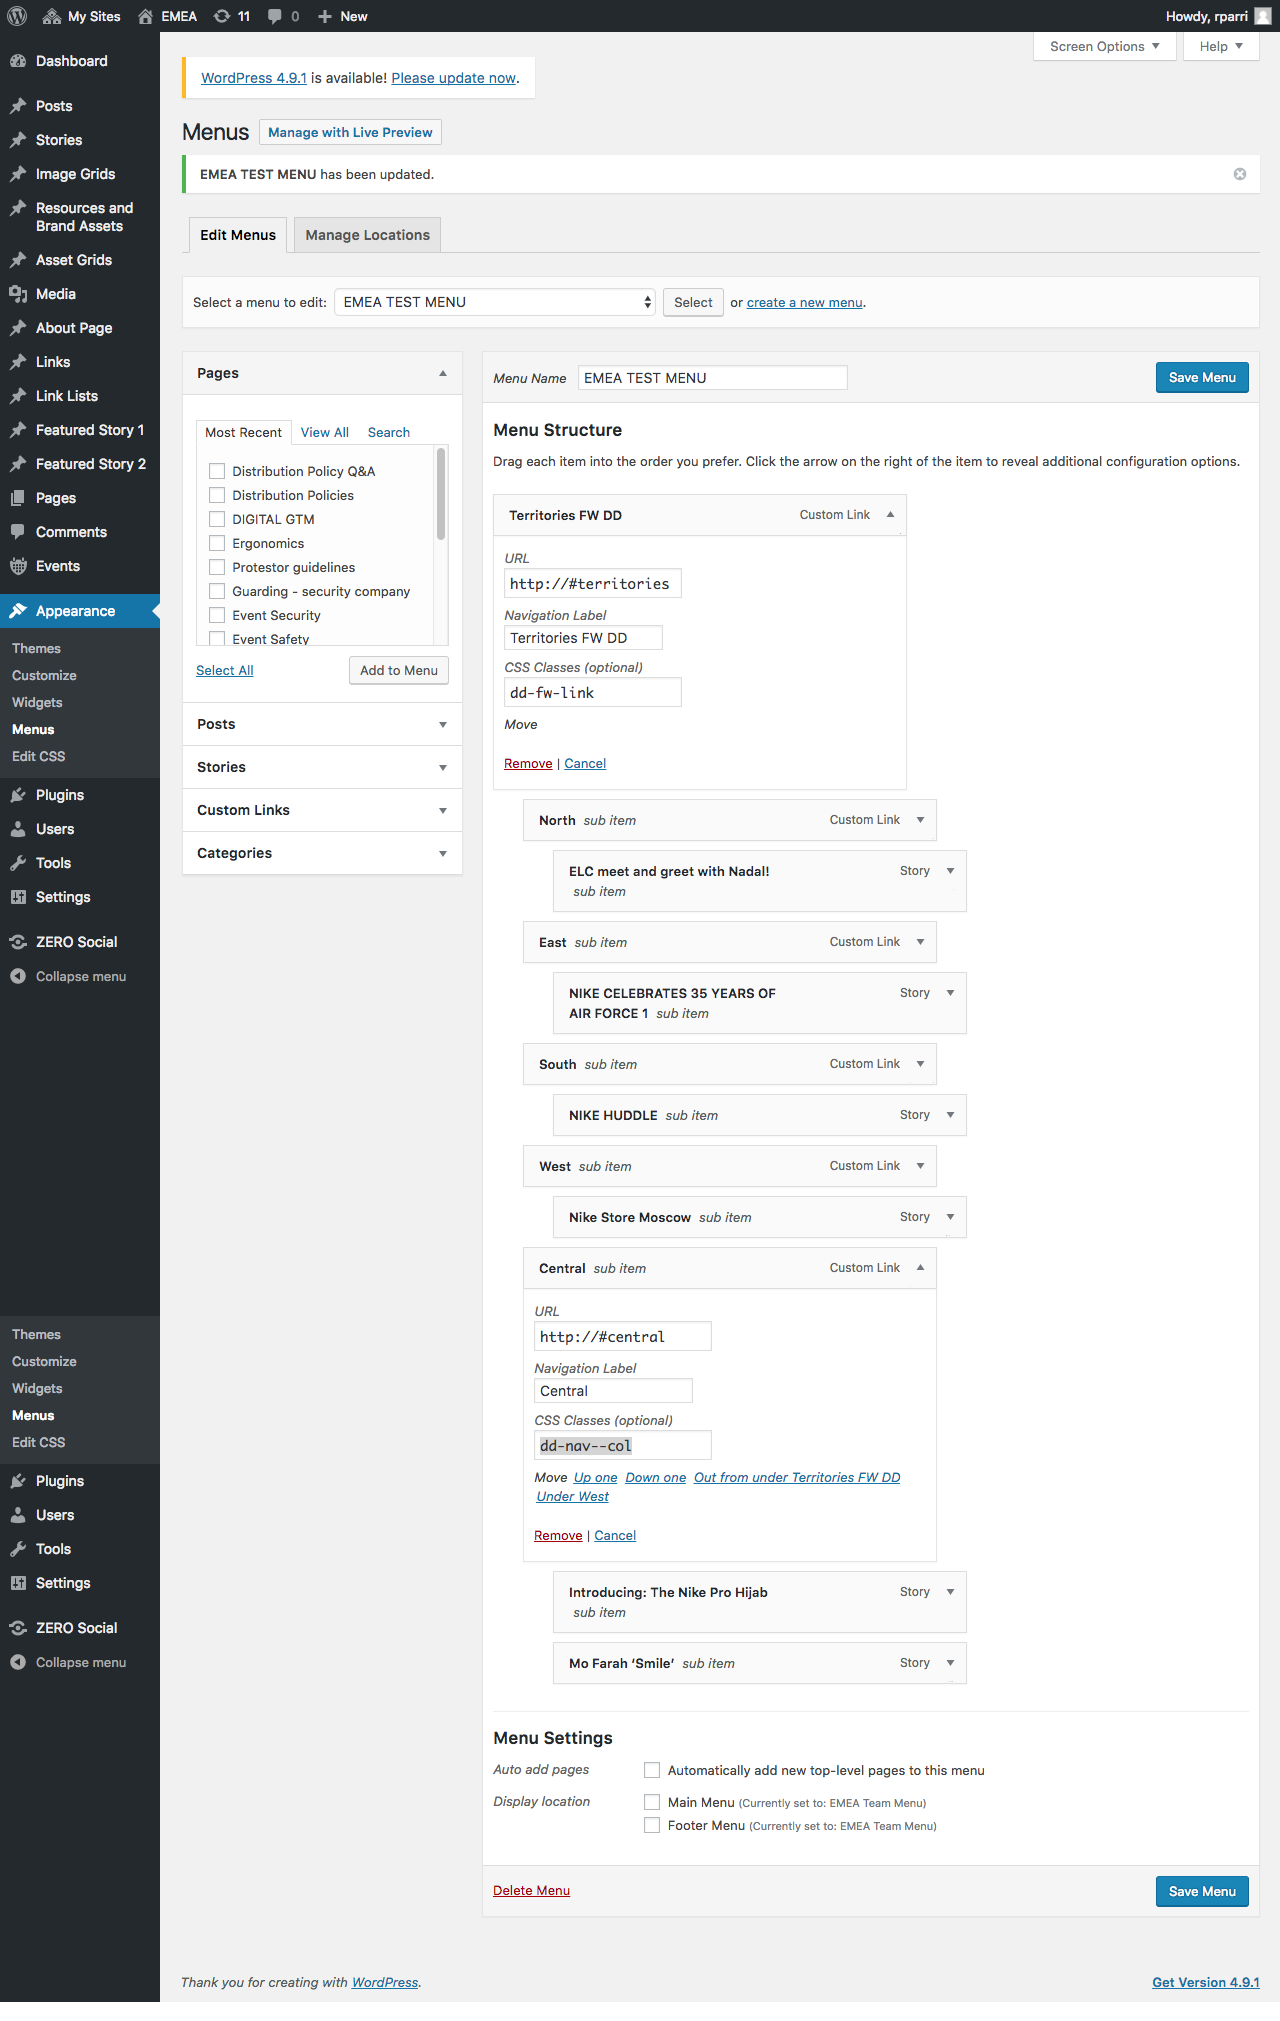 My Sites
EMEA
11
0
New
Howdy, rparri
Dashboard
Posts
Stories
Image Grids
Resources and
Brand Assets
Asset Grids
Media
About Page
Links
Link Lists
Featured Story 1
Featured Story 2
Pages
Comments
Events
Appearance
Themes
Customize
Widgets
Menus
Edit CSS
Plugins
Users
Tools
Settings
ZERO Social
Collapse menu
Themes
Customize
Widgets
Menus
Edit CSS
Plugins
Users
Tools
Settings
ZERO Social
Collapse menu
Screen Options
Help
WordPress 4.9.1 is available! Please update now.
Menus
Manage with Live Preview
EMEA TEST MENU has been updated.
Edit Menus
Manage Locations
Select a menu to edit: EMEA TEST MENU Select or create a new menu.
Pages
Most Recent
View All
Search
Distribution Policy Q&A
Distribution Policies
DIGITAL GTM
Ergonomics
Protestor guidelines
Guarding - security company
Event Security
Event Safety
Select All
Add to Menu
Posts
Stories
Custom Links
Categories
Menu Name EMEA TEST MENU
Save Menu
Menu Structure
Drag each item into the order you prefer. Click the arrow on the right of the item to reveal additional configuration options.
Territories FW DD Custom Link
URL
http://#territories
Navigation Label
Territories FW DD
CSS Classes (optional)
dd-fw-link
Move
Remove | Cancel
North sub item Custom Link
ELC meet and greet with Nadal! Story
sub item
East sub item Custom Link
NIKE CELEBRATES 35 YEARS OF Story
AIR FORCE 1 sub item
South sub item Custom Link
NIKE HUDDLE sub item Story
West sub item Custom Link
Nike Store Moscow sub item Story
Central sub item Custom Link
URL
http://#central
Navigation Label
Central
CSS Classes (optional)
dd-nav--col
Move Up one Down one Out from under Territories FW DD
Under West
Remove | Cancel
Introducing: The Nike Pro Hijab Story
sub item
Mo Farah ‘Smile’ sub item Story
Menu Settings
Auto add pages Automatically add new top-level pages to this menu
Display location Main Menu (Currently set to: EMEA Team Menu)
Footer Menu (Currently set to: EMEA Team Menu)
Delete Menu
Save Menu
Thank you for creating with WordPress.
Get Version 4.9.1